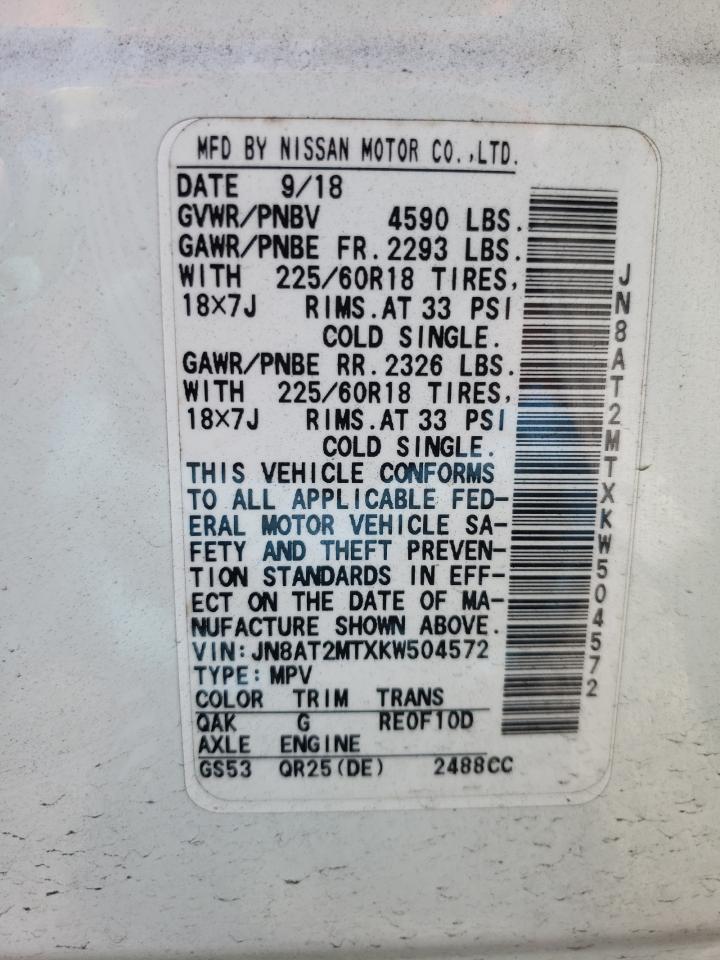 MFD BY NISSAN MOTOR CO.,LTD.
DATE 9/18
GVWR/PNBV 4590 LBS.
GAWR/PNBE FR.2293 LBS.
WITH 225/60R18 TIRES,
18×7J RIMS.AT 33 PSI
COLD SINGLE.
GAWR/PNBE RR.2326 LBS.
WITH 225/60R18 TIRES,
18×7J RIMS.AT 33 PSI
COLD SINGLE.
THIS VEHICLE CONFORMS
TO ALL APPLICABLE FED-
ERAL MOTOR VEHICLE SA-
FETY AND THEFT PREVEN-
TION STANDARDS IN EFF-
ECT ON THE DATE OF MA-
NUFACTURE SHOWN ABOVE.
VIN:JN8AT2MTXKW504572
TYPE:MPV
COLOR TRIM TRANS
QAK G RE0F10D
AXLE ENGINE
GS53 QR25(DE) 2488CC
JN8AT2MTXKW504572